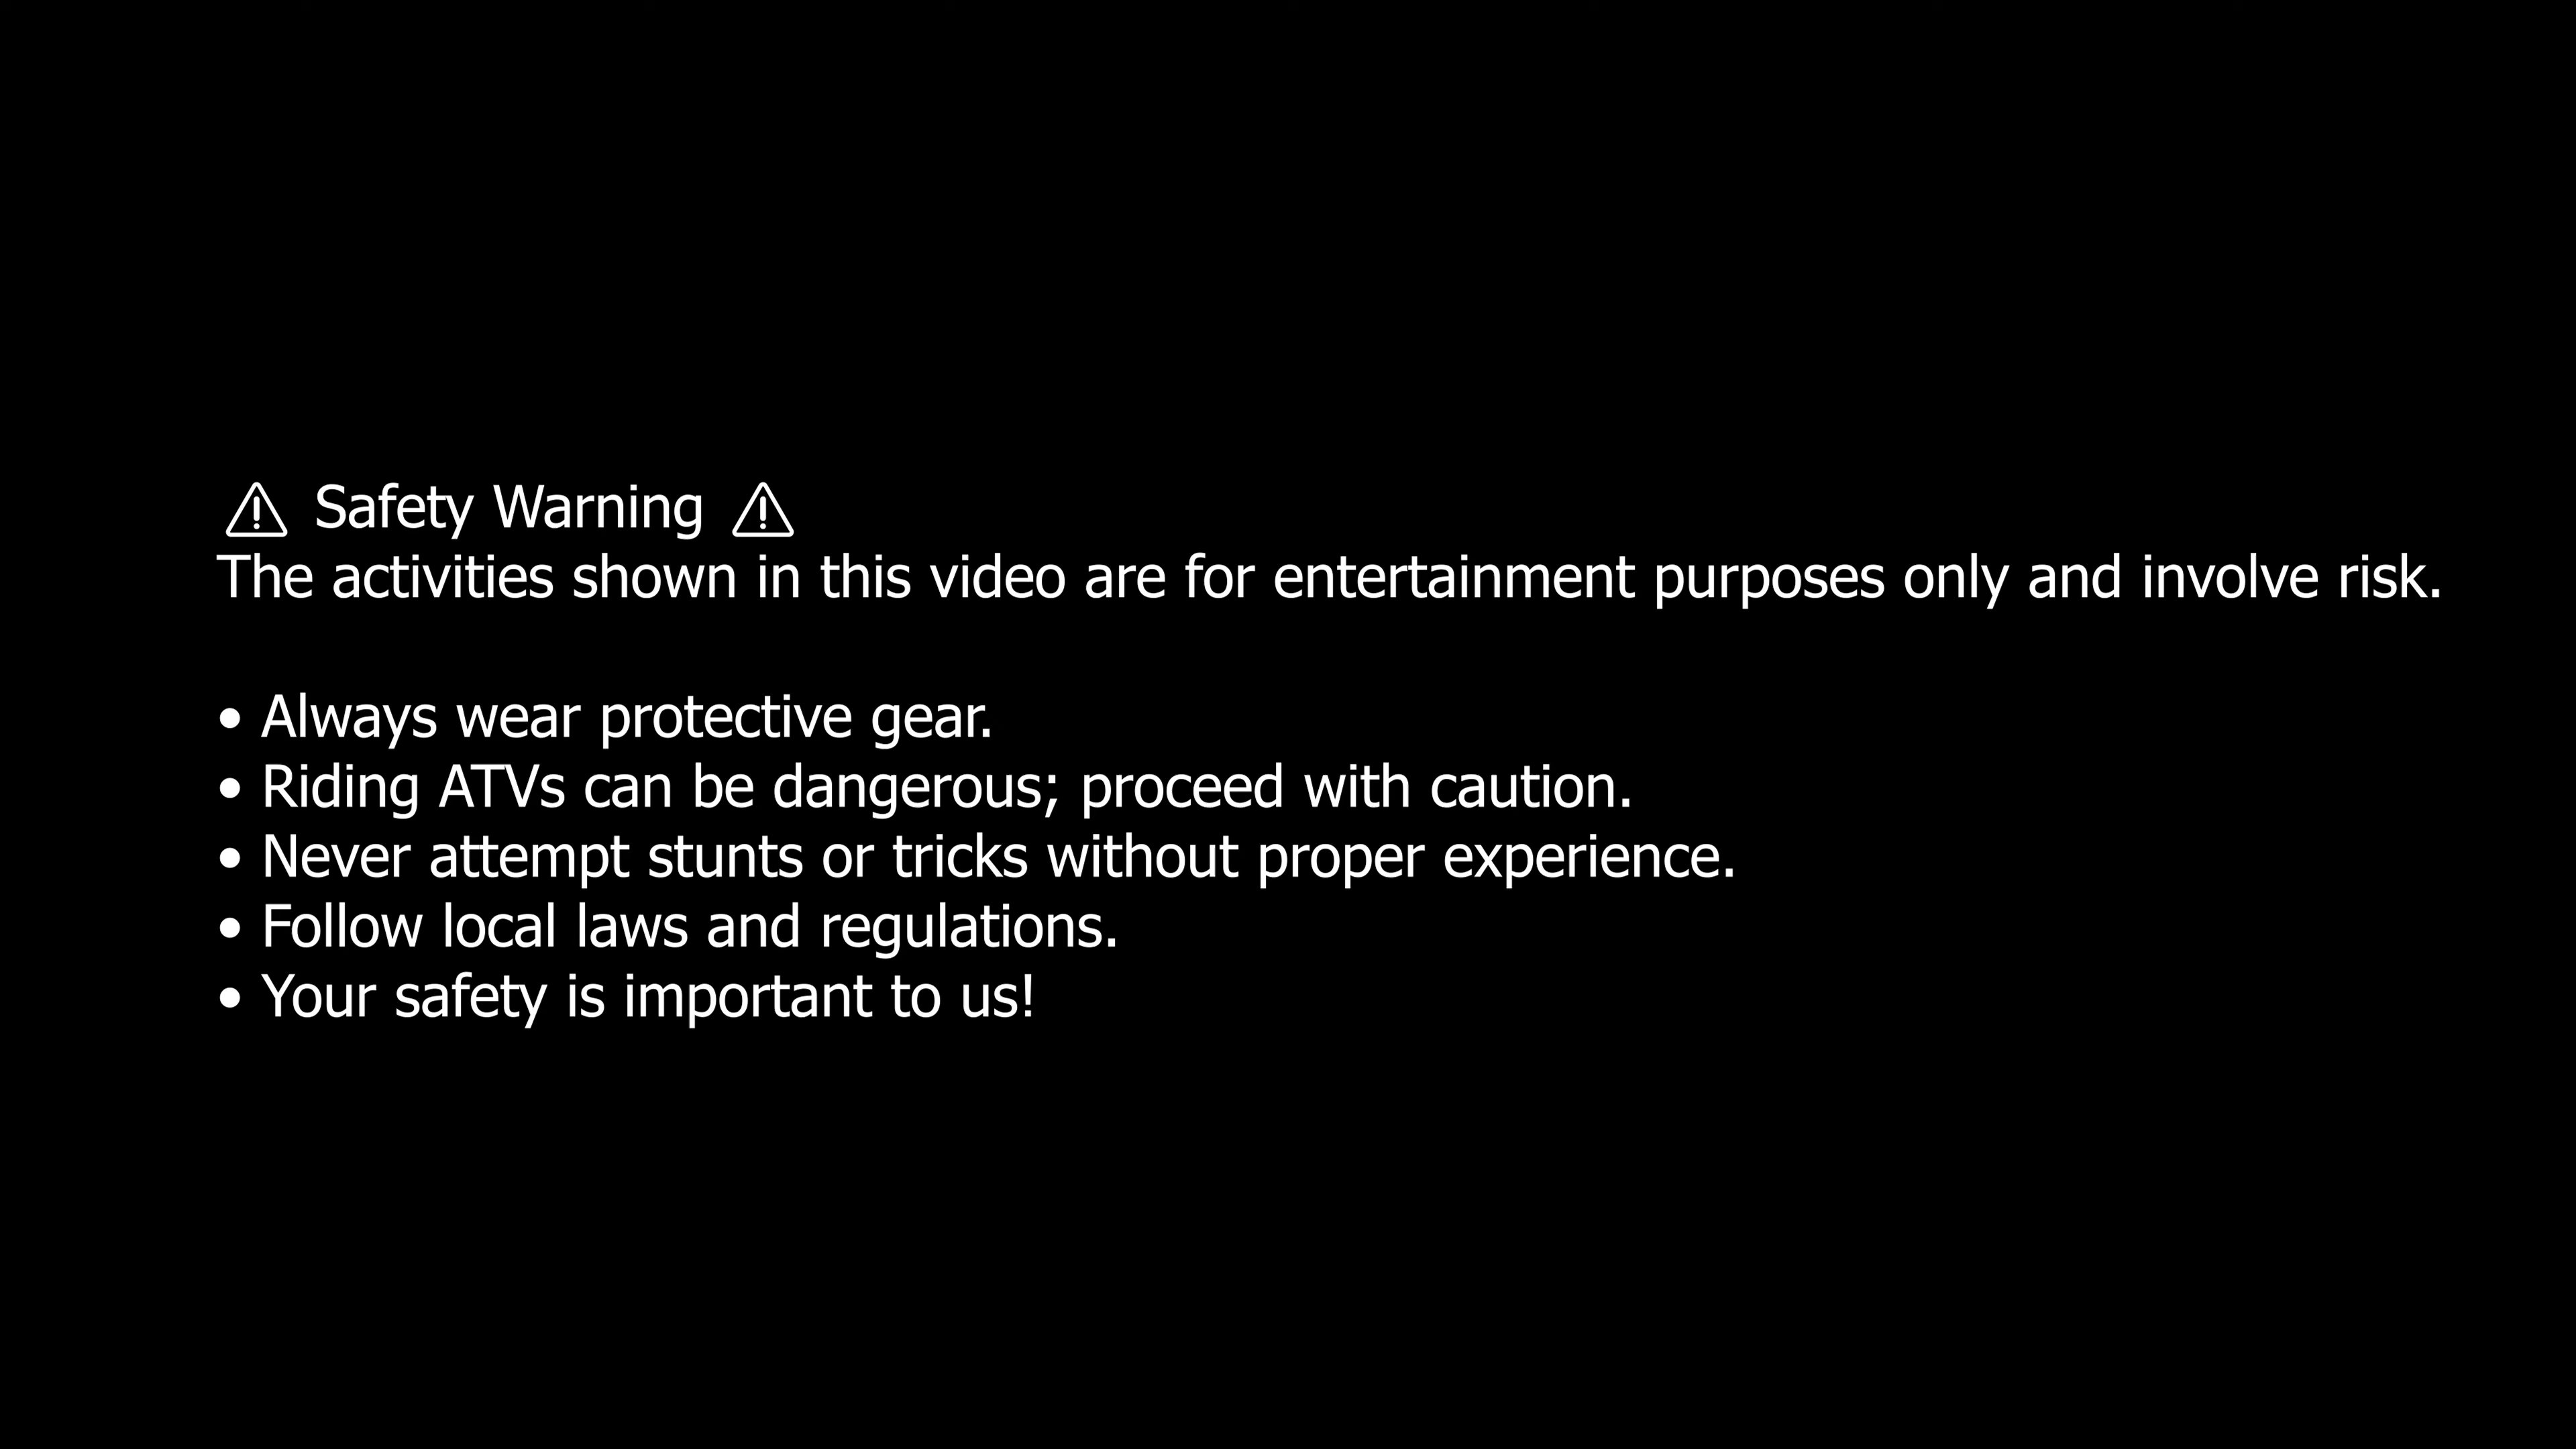 ⚠ Safety Warning ⚠
The activities shown in this video are for entertainment purposes only and involve risk.
• Always wear protective gear.
• Riding ATVs can be dangerous; proceed with caution.
• Never attempt stunts or tricks without proper experience.
• Follow local laws and regulations.
• Your safety is important to us!